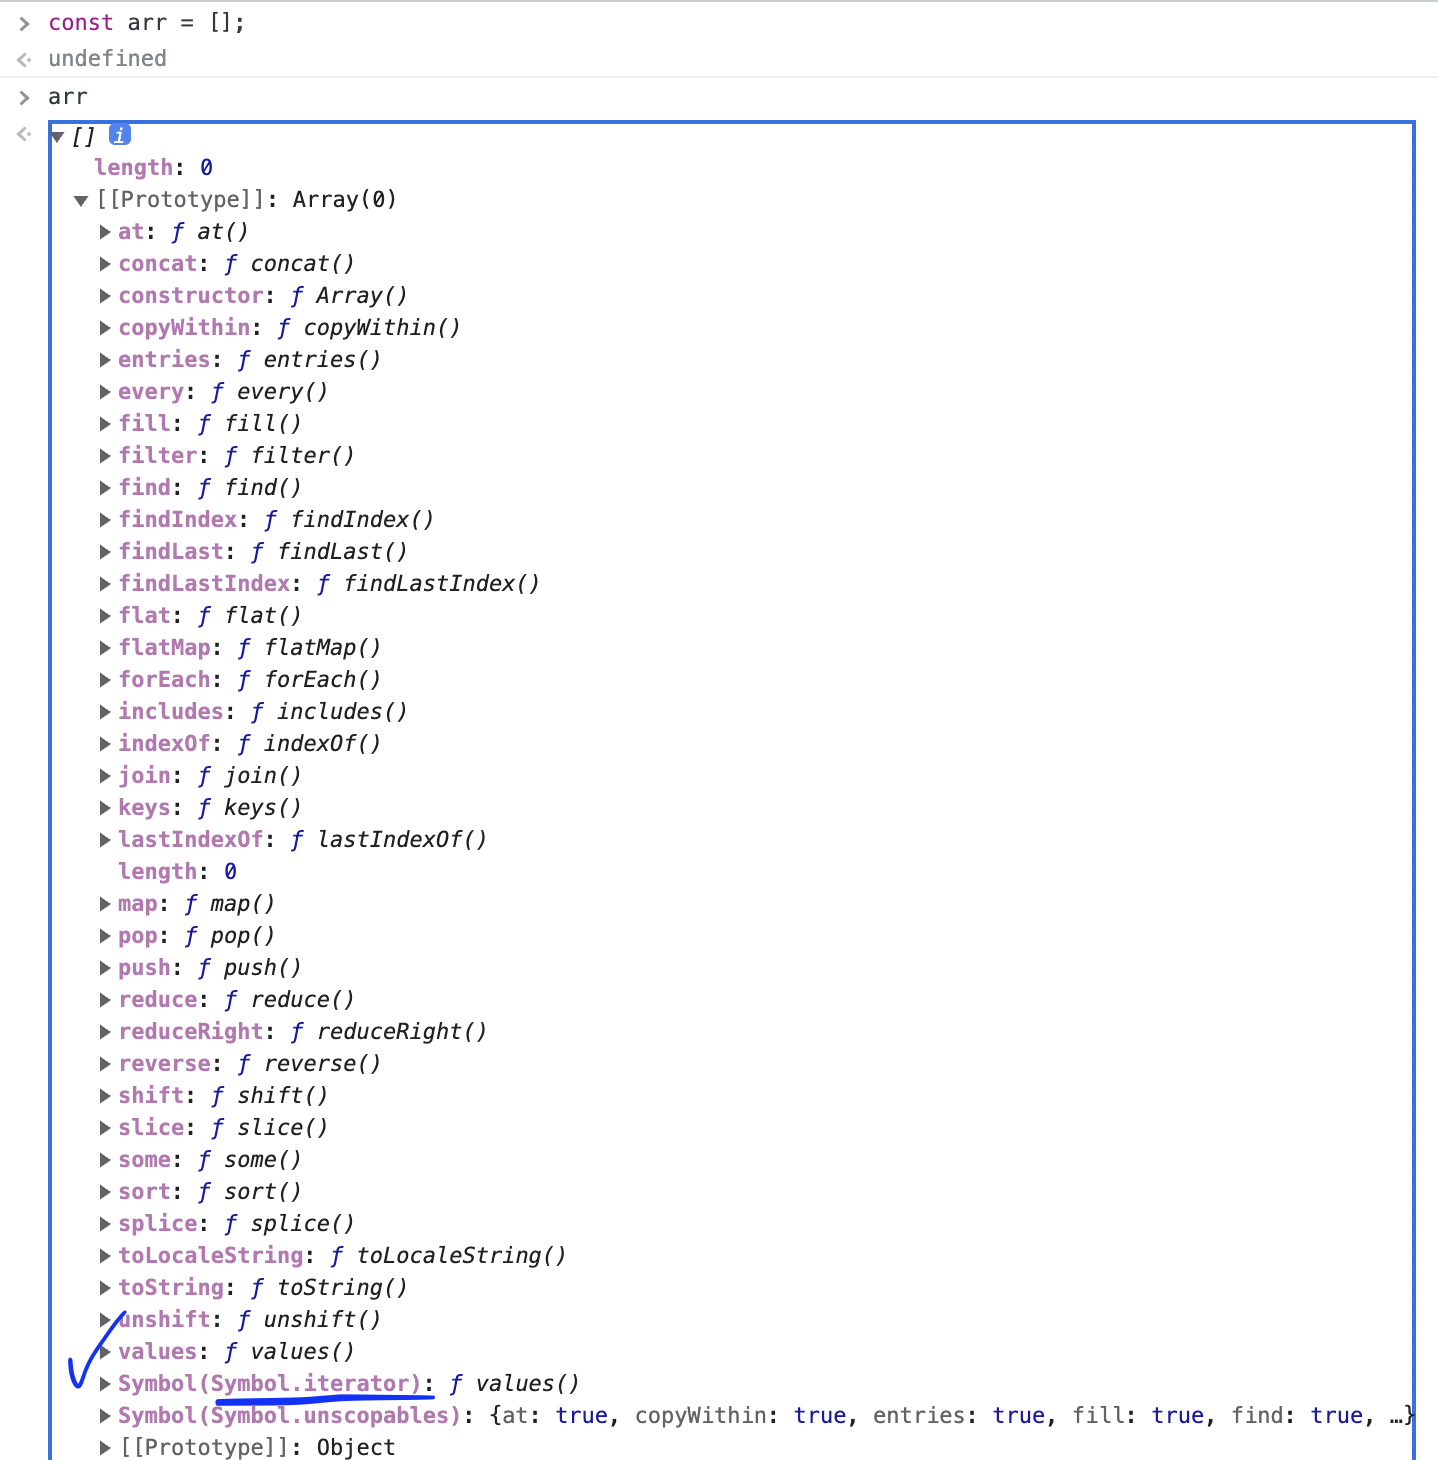 > const arr = [];
<· undefined
> arr
<· ▼[] i
length: 0
▼[[Prototype]]: Array(0)
▶at: ƒ at()
▶concat: ƒ concat()
▶constructor: ƒ Array()
▶copyWithin: ƒ copyWithin()
▶entries: ƒ entries()
▶every: ƒ every()
▶fill: ƒ fill()
▶filter: ƒ filter()
▶find: ƒ find()
▶findIndex: ƒ findIndex()
▶findLast: ƒ findLast()
▶findLastIndex: ƒ findLastIndex()
▶flat: ƒ flat()
▶flatMap: ƒ flatMap()
▶forEach: ƒ forEach()
▶includes: ƒ includes()
▶indexOf: ƒ indexOf()
▶join: ƒ join()
▶keys: ƒ keys()
▶lastIndexOf: ƒ lastIndexOf()
length: 0
▶map: ƒ map()
▶pop: ƒ pop()
▶push: ƒ push()
▶reduce: ƒ reduce()
▶reduceRight: ƒ reduceRight()
▶reverse: ƒ reverse()
▶shift: ƒ shift()
▶slice: ƒ slice()
▶some: ƒ some()
▶sort: ƒ sort()
▶splice: ƒ splice()
▶toLocaleString: ƒ toLocaleString()
▶toString: ƒ toString()
▶unshift: ƒ unshift()
▶values: ƒ values()
▶Symbol(Symbol.iterator): ƒ values()
▶Symbol(Symbol.unscopables): {at: true, copyWithin: true, entries: true, fill: true, find: true, …}
▶[[Prototype]]: Object